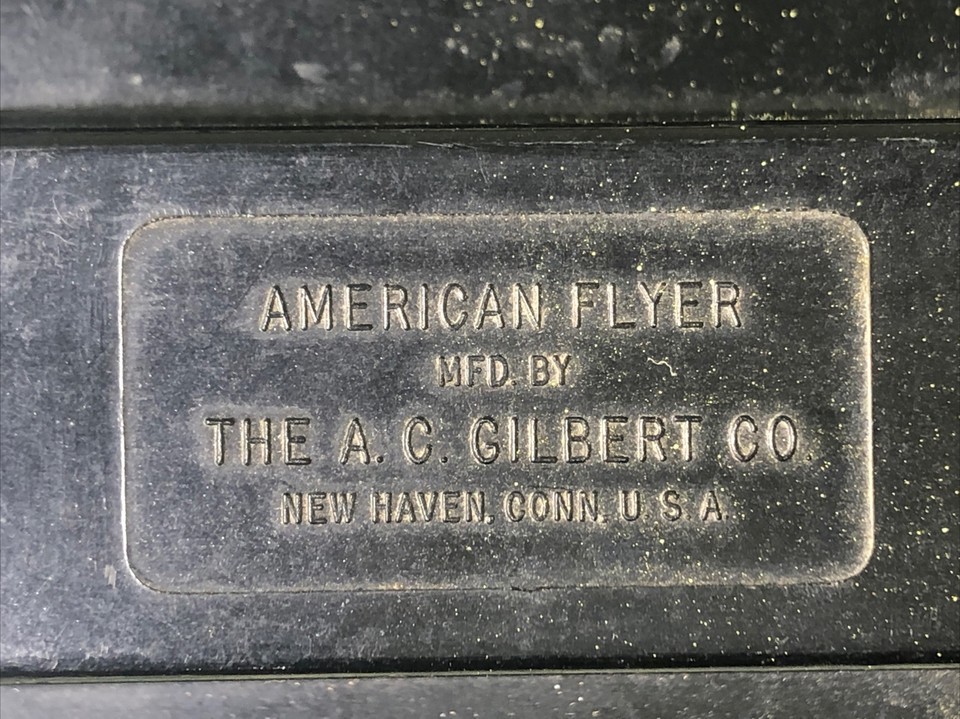 AMERICAN FLYER
MFD. BY
THE A. C. GILBERT CO.
NEW HAVEN, CONN, U. S. A.